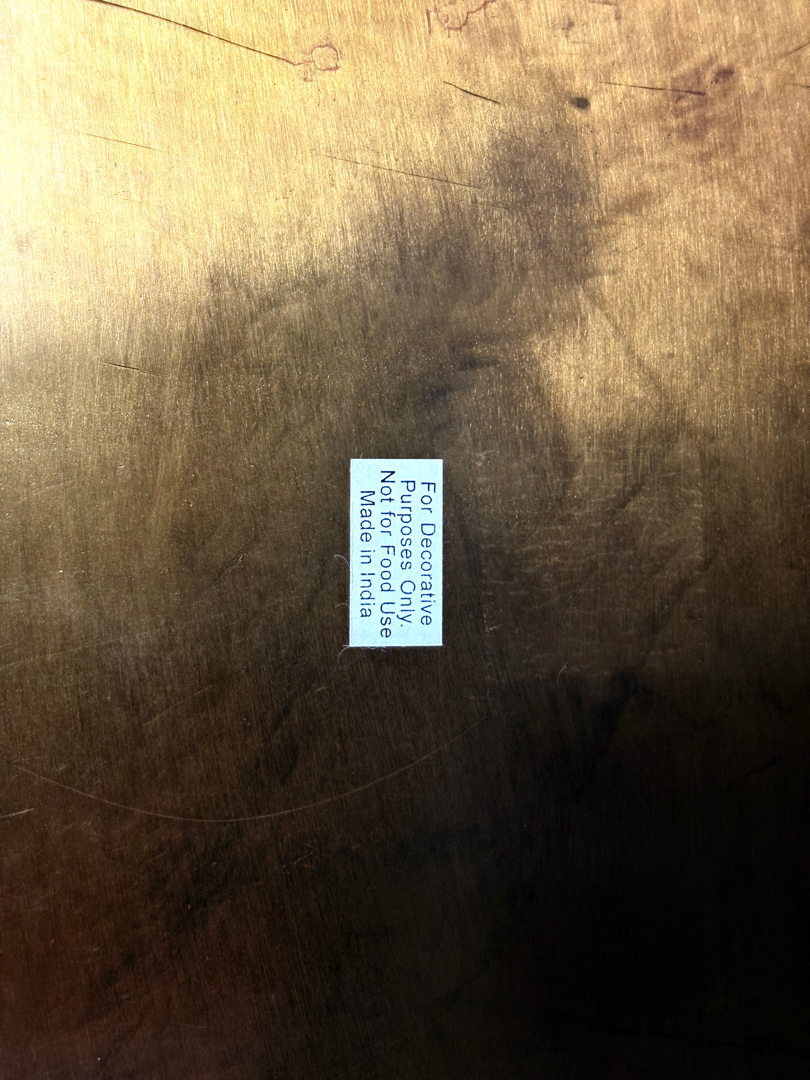 For Decorative
Purposes Only.
Not for Food Use
Made in India